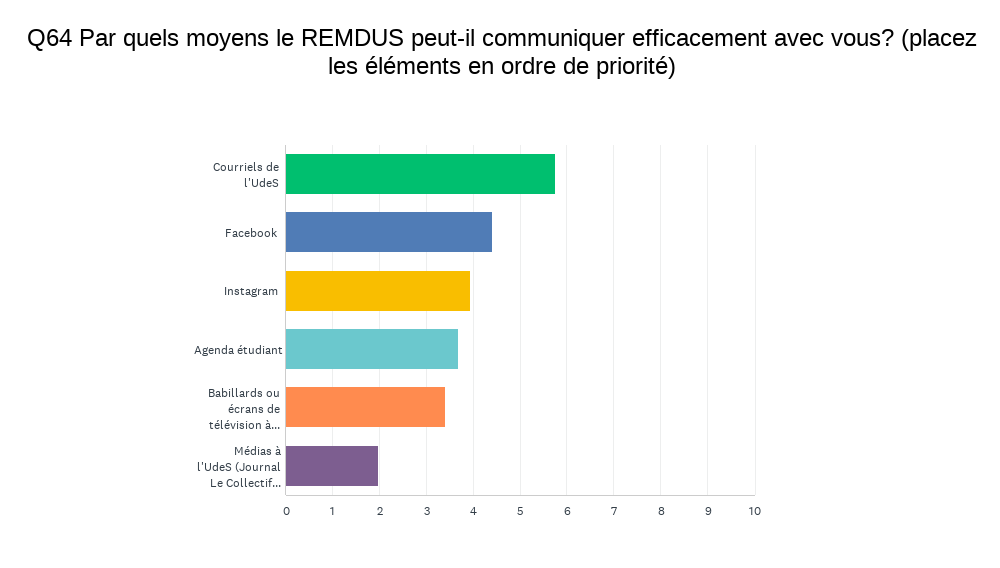 Q64 Par quels moyens le REMDUS peut-il communiquer efficacement avec vous? (placez
les éléments en ordre de priorité)
Courriels de
l'UdeS
Facebook
Instagram
Agenda étudiant
Babillards ou
écrans de
télévision à...
Médias à
l'UdeS (Journal
Le Collectif...
0 1 2 3 4 5 6 7 8 9 10